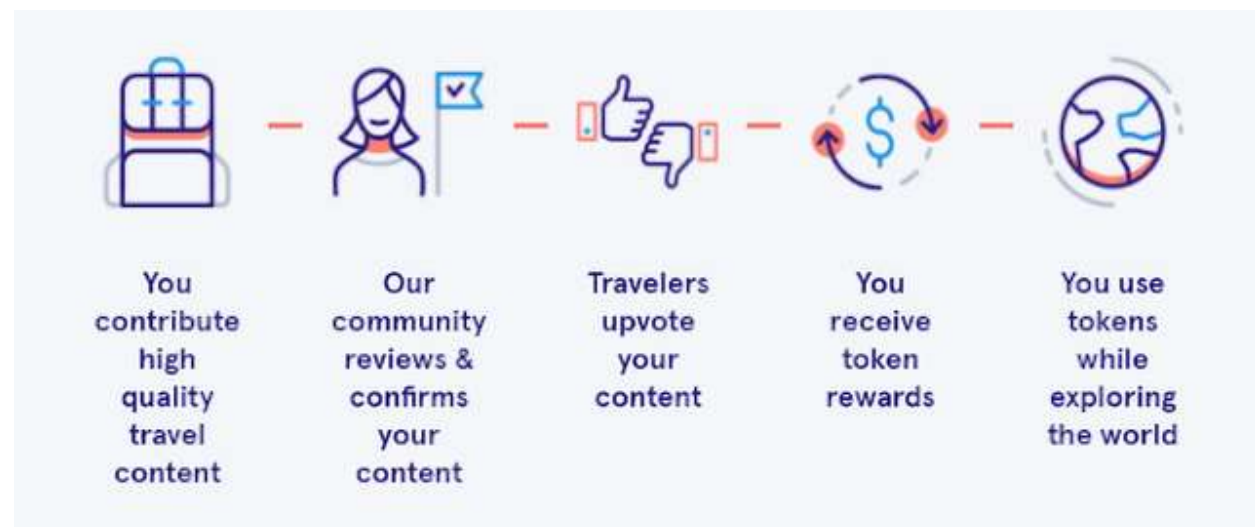 You
contribute
high
quality
travel
content
Our
community
reviews &
confirms
your
content
Travelers
upvote
your
content
You
receive
token
rewards
You use
tokens
while
exploring
the world